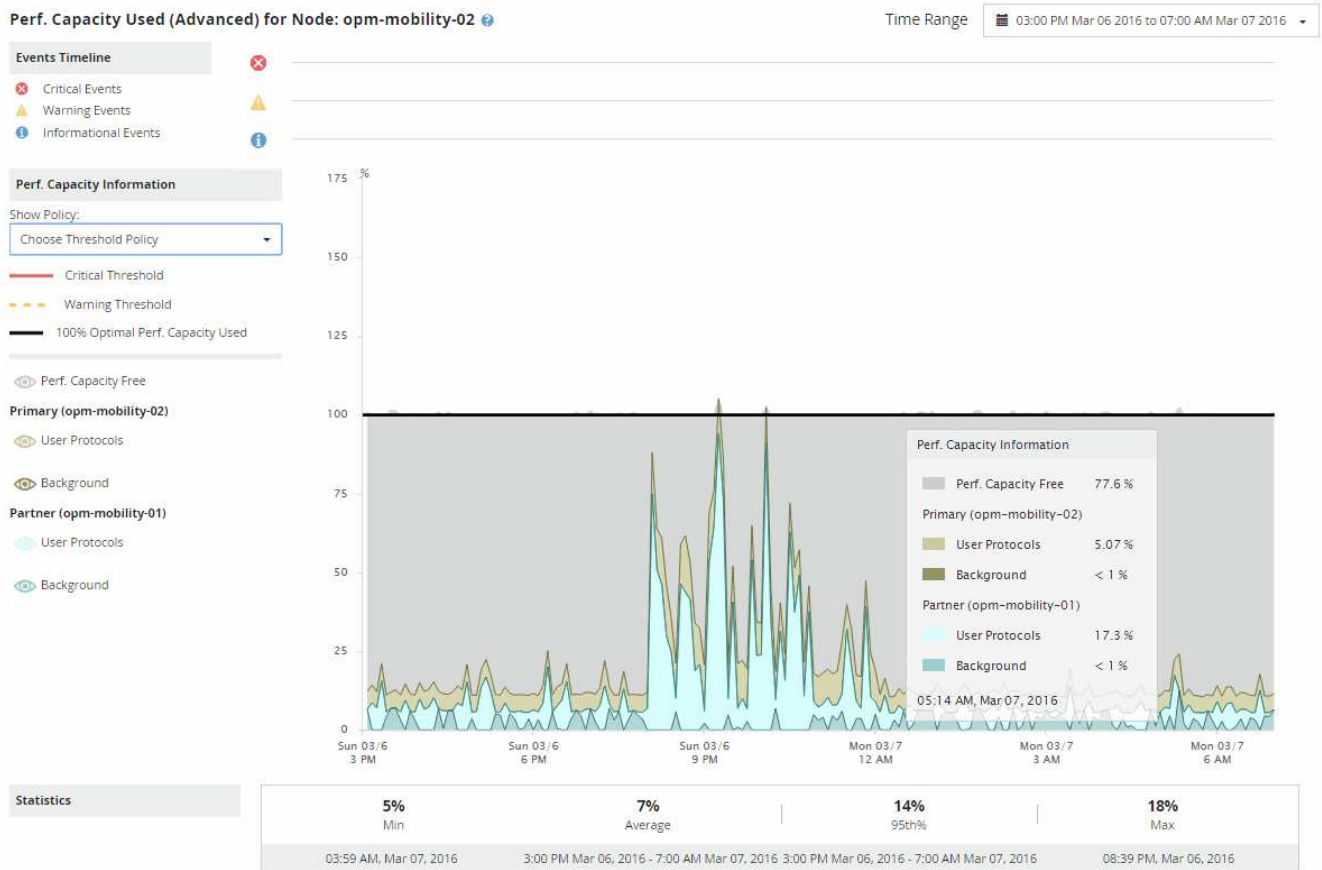 Perf. Capacity Used (Advanced) for Node: opm-mobility-02 ?
Time Range 03:00 PM Mar 06 2016 to 07:00 AM Mar 07 2016
Events Timeline
Critical Events
Warning Events
Informational Events
Perf. Capacity Information
Show Policy:
Choose Threshold Policy
Critical Threshold
Warning Threshold
100% Optimal Perf. Capacity Used
Perf. Capacity Free
Primary (opm-mobility-02)
User Protocols
Background
Partner (opm-mobility-01)
User Protocols
Background
%
175
150
125
100
75
50
25
0
Sun 03/6 Sun 03/6 Sun 03/6 Mon 03/7 Mon 03/7 Mon 03/7
3 PM 6 PM 9 PM 12 AM 3 AM 6 AM
Perf. Capacity Information
Perf. Capacity Free 77.6 %
Primary (opm-mobility-02)
User Protocols 5.07 %
Background < 1 %
Partner (opm-mobility-01)
User Protocols 17.3 %
Background < 1 %
05:14 AM, Mar 07, 2016
Statistics
5% 7% 14% 18%
Min Average 95th% Max
03:59 AM, Mar 07, 2016 3:00 PM Mar 06, 2016 - 7:00 AM Mar 07, 2016 3:00 PM Mar 06, 2016 - 7:00 AM Mar 07, 2016 08:39 PM, Mar 06, 2016